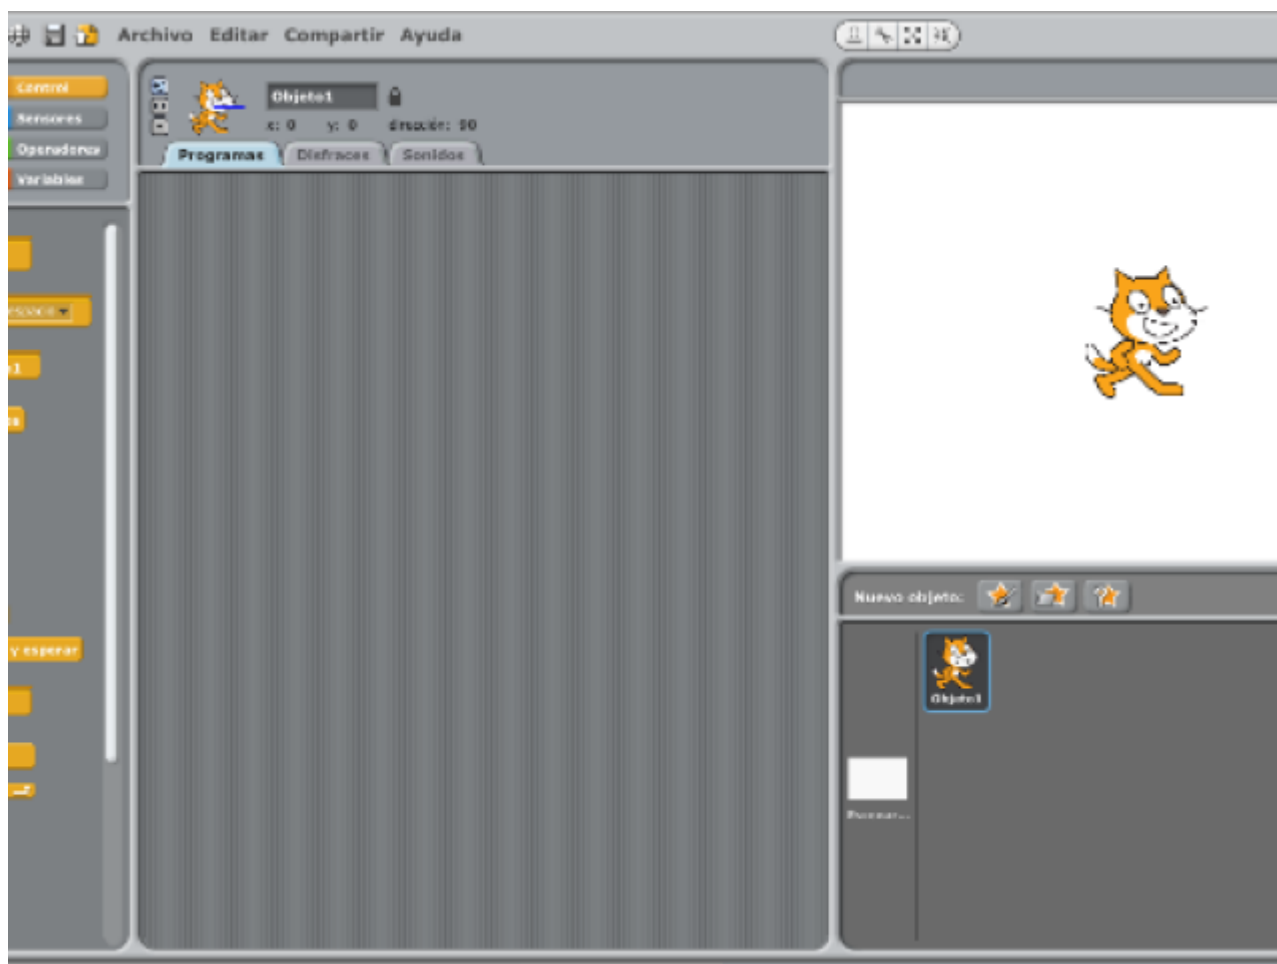 Archivo Editar Compartir Ayuda
Control
Sensores
Operadores
Variables
Objeto1
x: 0 y: 0 dirección: 90
Programas Disfraces Sonidos
espacio
y esperar
Nuevo objeto:
Objeto1